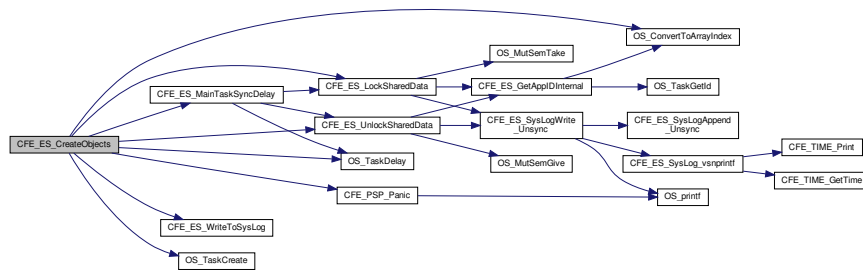 OS_ConvertToArrayIndex
OS_MutSemTake
CFE_ES_LockSharedData
CFE_ES_GetAppIDInternal
OS_TaskGetId
CFE_ES_MainTaskSyncDelay
CFE_ES_UnlockSharedData
CFE_ES_SysLogWrite
_Unsync
CFE_ES_SysLogAppend
_Unsync
CFE_ES_CreateObjects
CFE_TIME_Print
OS_TaskDelay
OS_MutSemGive
CFE_ES_SysLog_vsnprintf
CFE_TIME_GetTime
CFE_PSP_Panic
OS_printf
CFE_ES_WriteToSysLog
OS_TaskCreate